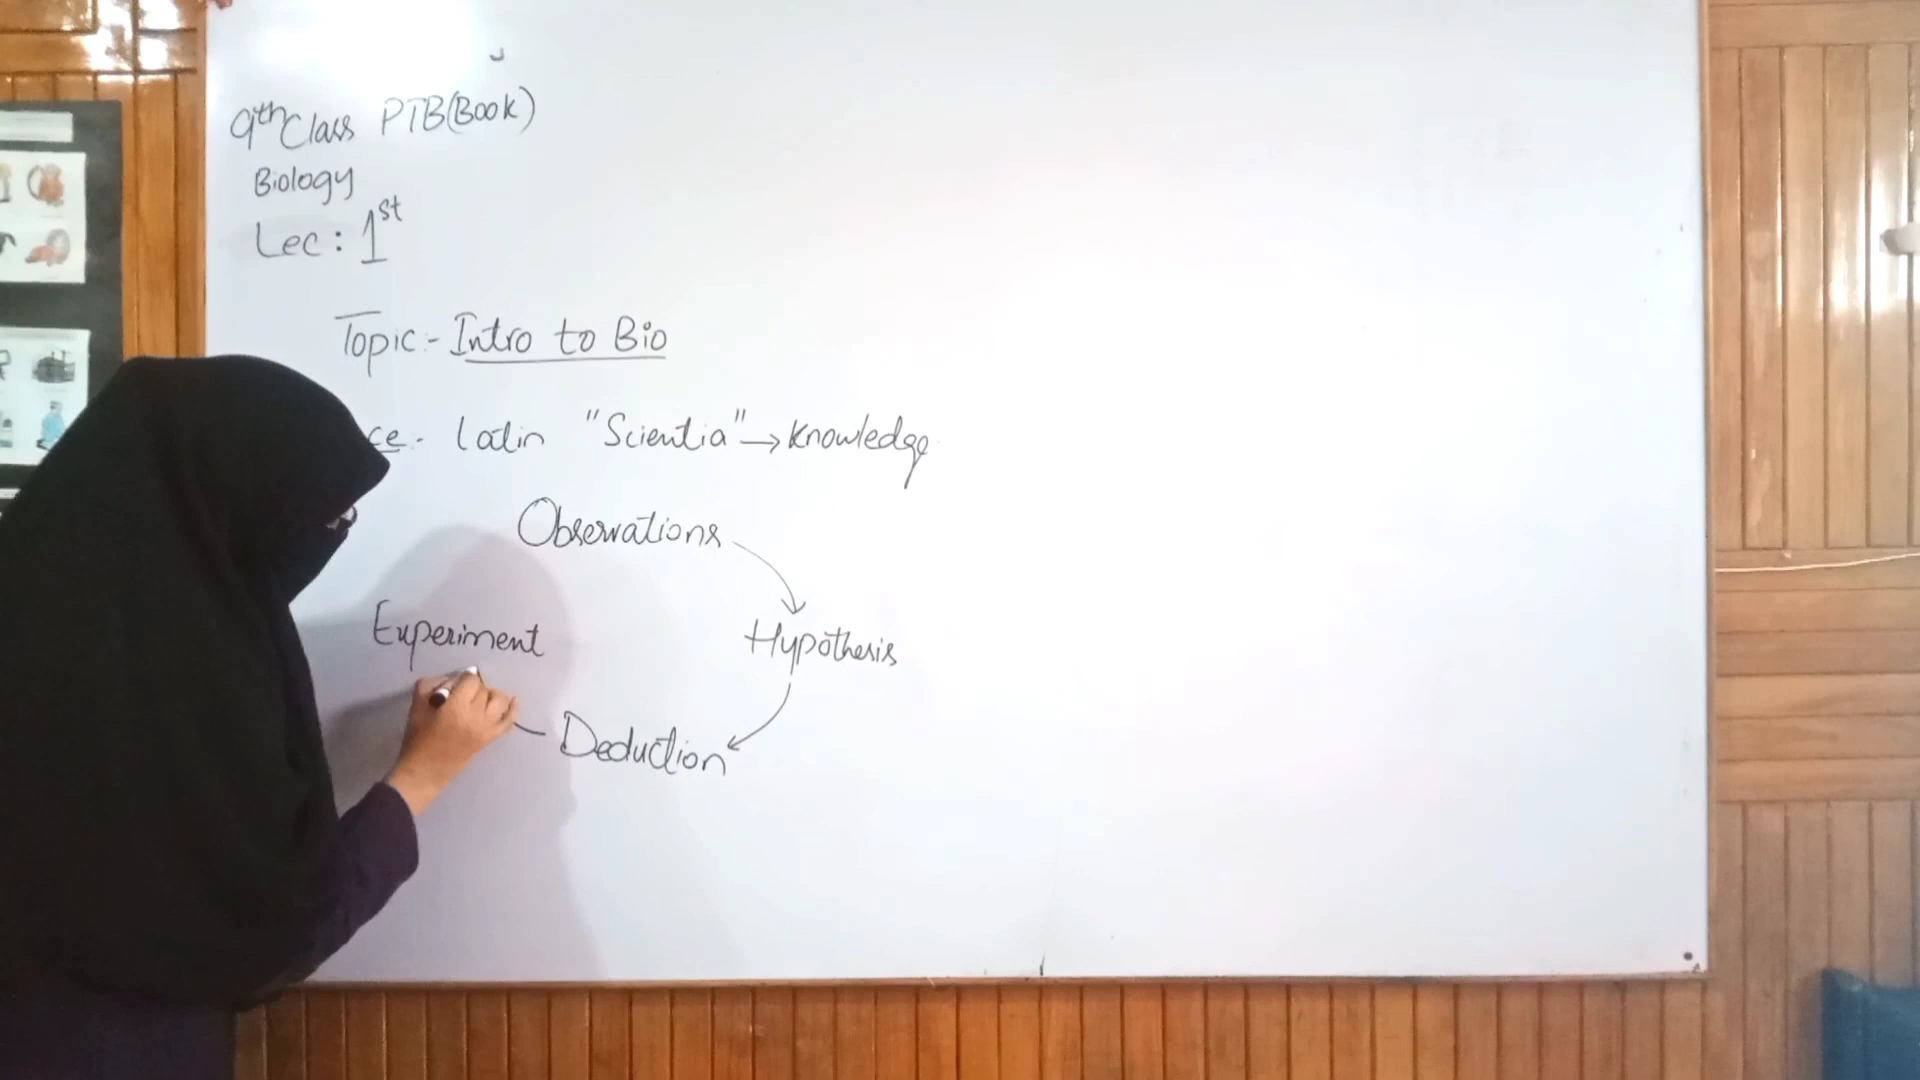 9th Class PTB(Book)
Biology
Lec: 1st
Topic:- Intro to Bio
ce:- Latin "Scientia" → Knowledge
Observations
Experiment Hypothesis
Deduction